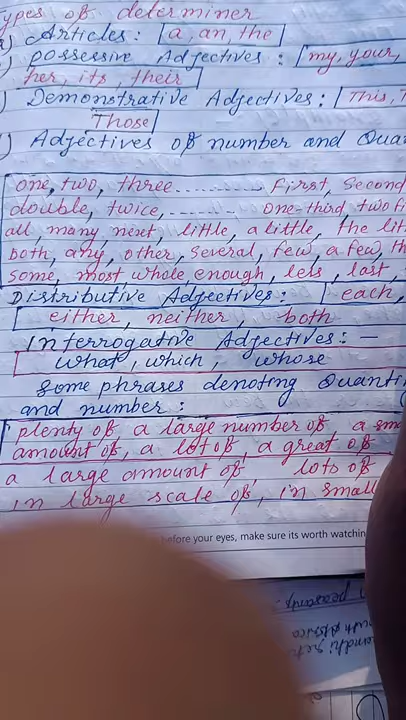 ypes of determiner
Articles: [a, an, the]
possessive Adjectives: [my, your,
her, its, their]
Demonstrative Adjectives: [This,
Those]
Adjectives of number and Qua
one, two, three............ First, Second
double, twice, ........ One-third, two f
all, many, next, little, a little, the lit
both, any, other, several, few, a few, th
some, most whole, enough, less, last,
Distributive Adjectives: [each,
either, neither, both
Interrogative Adjectives: -
what, which, whose
some phrases denoting Quanti
and number:
plenty of a large number of, a sm
amount of, a lot of, a great of
a large amount of, lots of
in large scale of, in small
efore your eyes, make sure its worth watchin